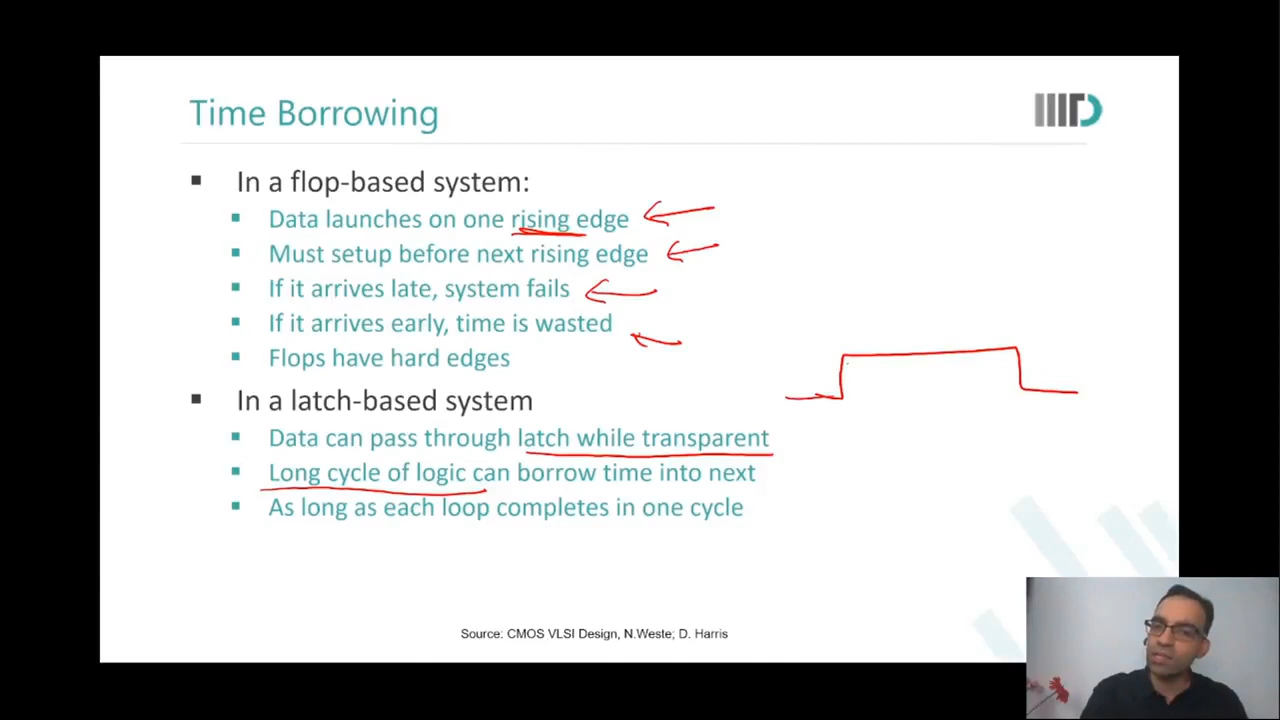 Time Borrowing
IIITD
In a flop-based system:
Data launches on one rising edge
Must setup before next rising edge
If it arrives late, system fails
If it arrives early, time is wasted
Flops have hard edges
In a latch-based system
Data can pass through latch while transparent
Long cycle of logic can borrow time into next
As long as each loop completes in one cycle
Source: CMOS VLSI Design, N.Weste; D. Harris